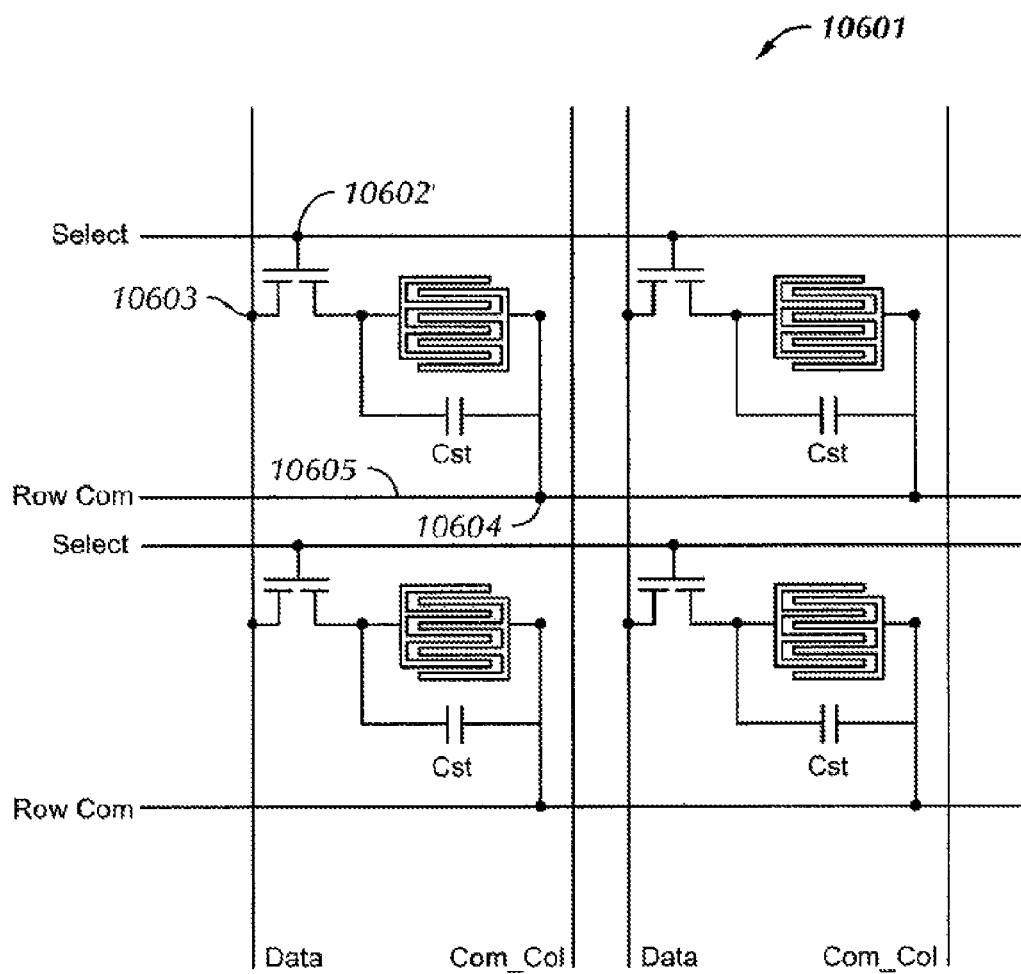 10601
10602'
Select
10603
Cst
Cst
10605
Row Com
10604
Select
Cst
Cst
Row Com
Data
Com_Col
Data
Com_Col